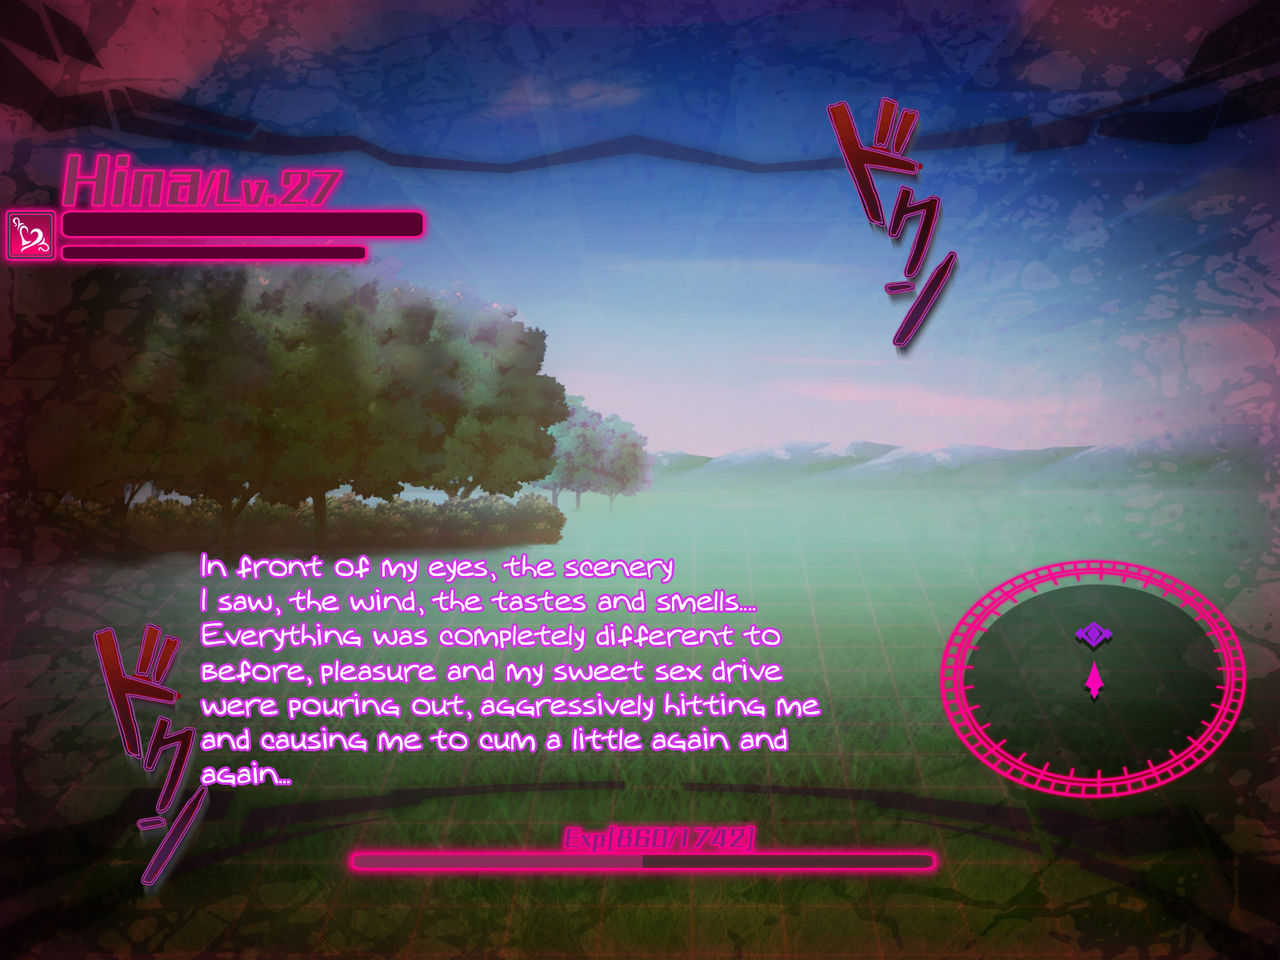 Hina/Lv.27
ドクン
In front of my eyes, the scenery
I saw, the wind, the tastes and smells....
Everything was completely different to
before, pleasure and my sweet sex drive
were pouring out, aggressively hitting me
and causing me to cum a little again and
again...
ドクン
Exp[860/1742]